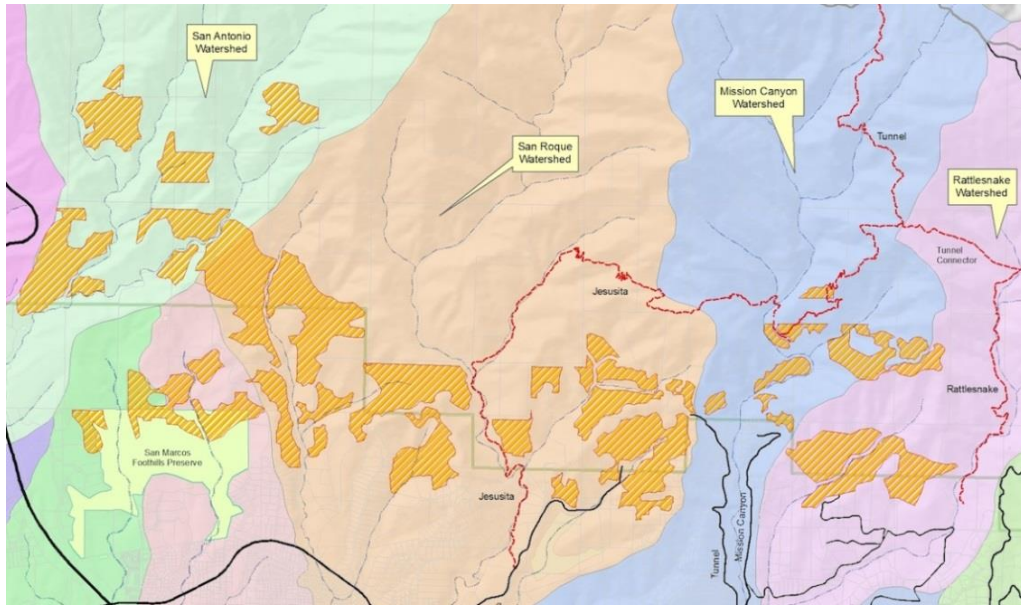 San Antonio
Watershed
Mission Canyon
Watershed
Tunnel
San Roque
Watershed
Rattlesnake
Watershed
Tunnel
Connector
Jesusita
Rattlesnake
San Marcos
Foothills Preserve
Jesusita
Tunnel
Mission Canyon